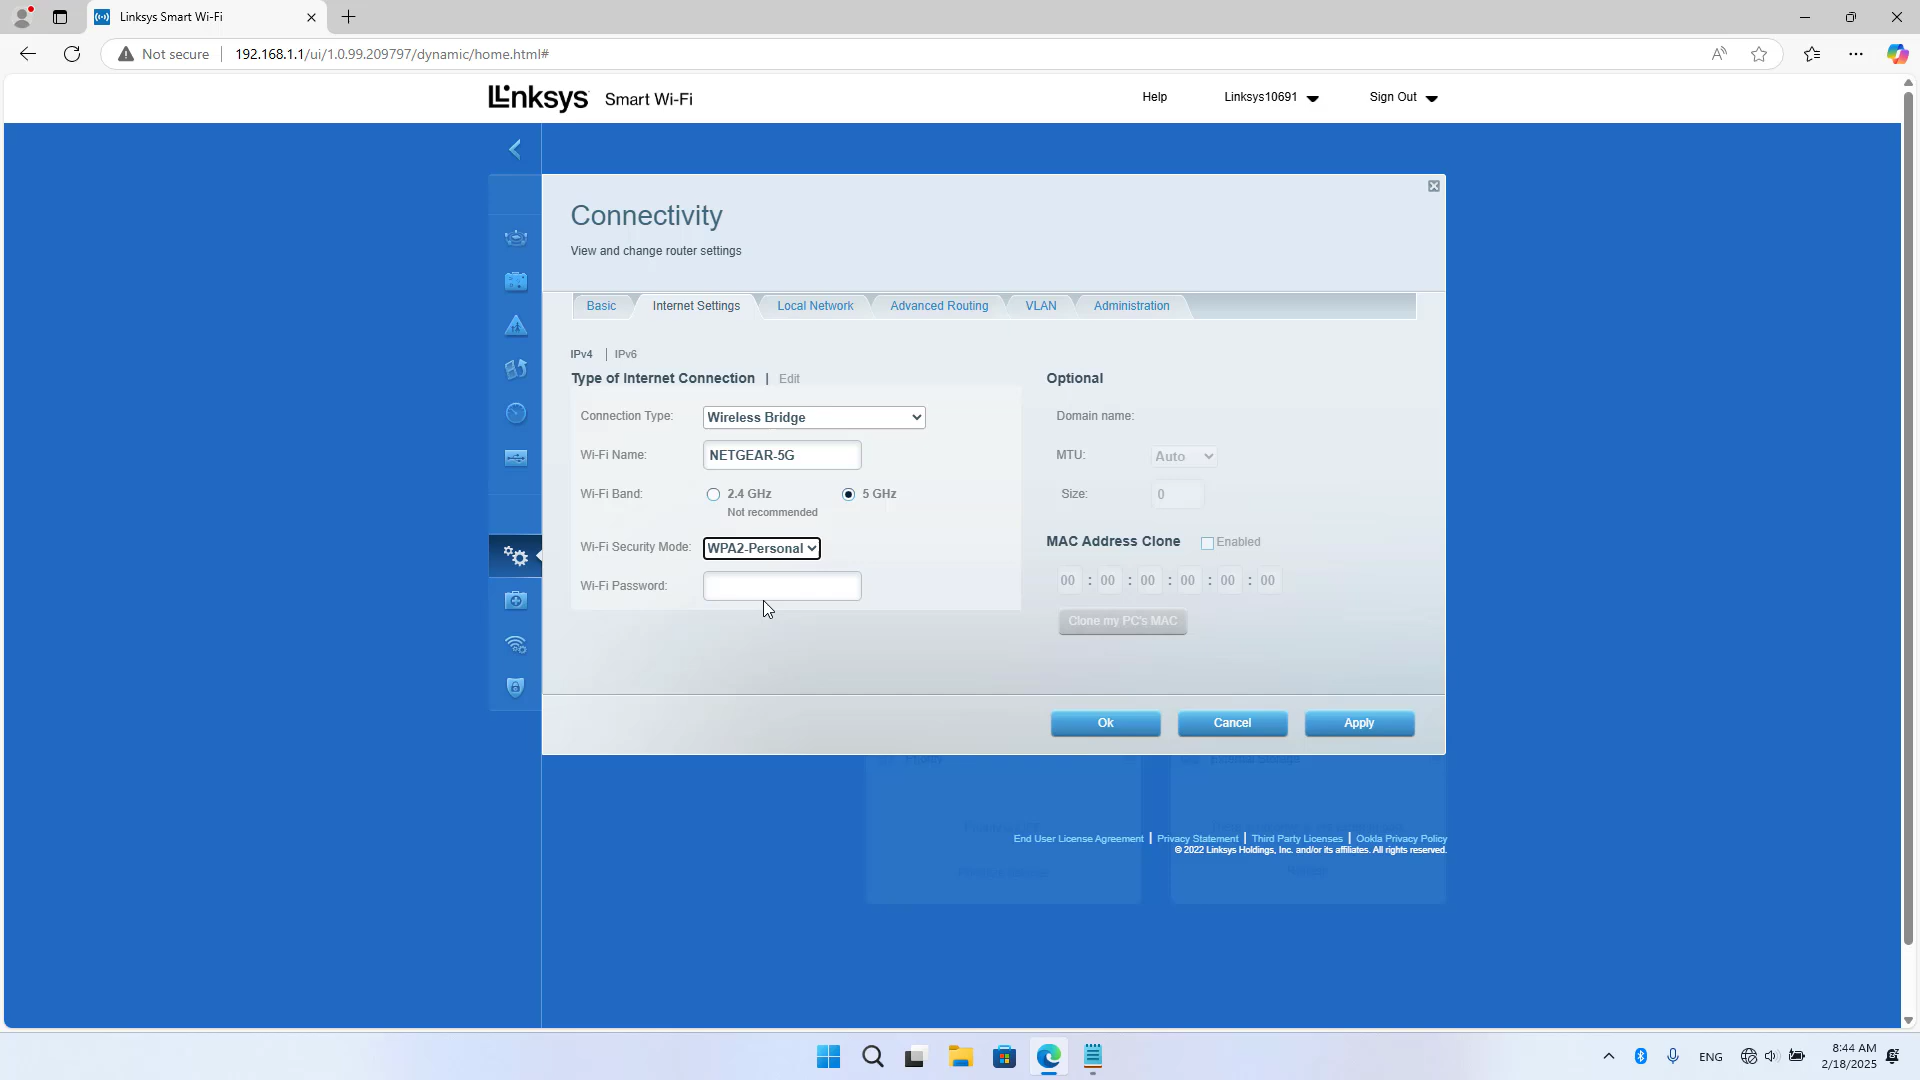 Linksys Smart Wi-Fi
Not secure
192.168.1.1/ui/1.0.99.209797/dynamic/home.html#
Linksys Smart Wi-Fi
Help
Linksys10691
Sign Out
Connectivity
View and change router settings
Basic
Internet Settings
Local Network
Advanced Routing
VLAN
Administration
IPv4 | IPv6
Type of Internet Connection | Edit
Connection Type: Wireless Bridge
Wi-Fi Name: NETGEAR-5G
Wi-Fi Band: 2.4 GHz 5 GHz
Not recommended
Wi-Fi Security Mode: WPA2-Personal
Wi-Fi Password:
Optional
Domain name:
MTU: Auto
Size: 0
MAC Address Clone Enabled
00 : 00 : 00 : 00 : 00 : 00
Clone my PC's MAC
Ok
Cancel
Apply
Priority
External Storage
End User License Agreement | Privacy Statement | Third Party Licenses | Ookla Privacy Policy
© 2022 Linksys Holdings, Inc. and/or its affiliates. All rights reserved.
ENG
8:44 AM
2/18/2025